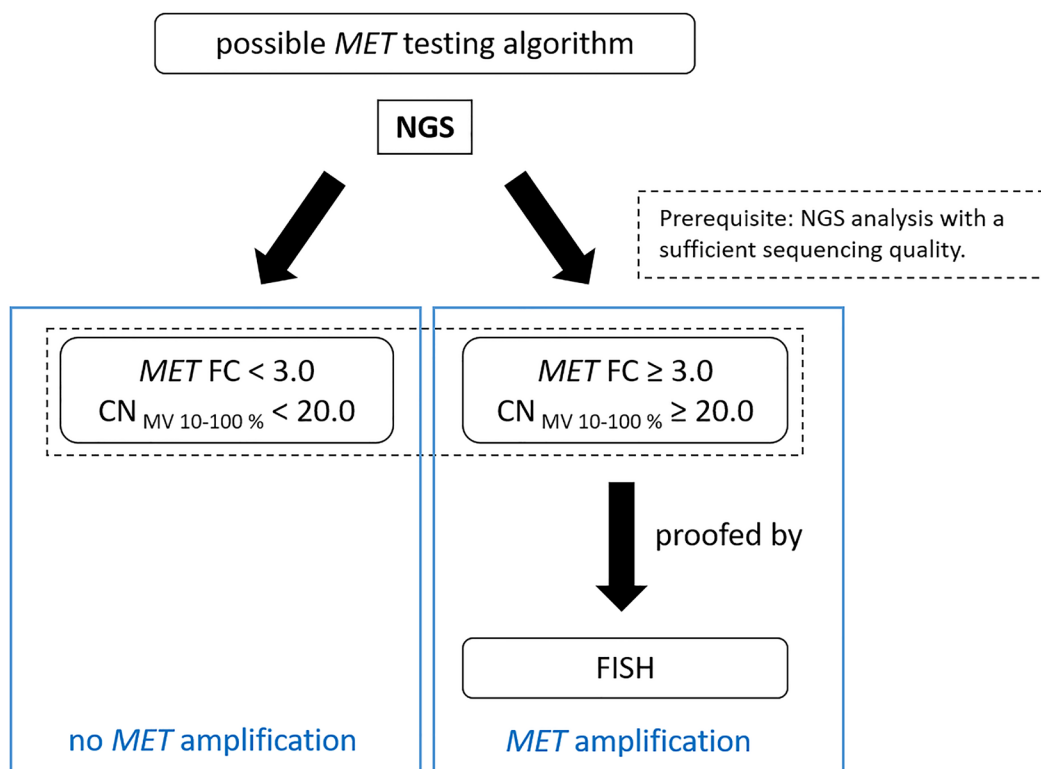 possible MET testing algorithm
NGS
Prerequisite: NGS analysis with a
sufficient sequencing quality.
MET FC < 3.0
CN MV 10-100 % < 20.0
MET FC ≥ 3.0
CN MV 10-100 % ≥ 20.0
proofed by
FISH
no MET amplification
MET amplification